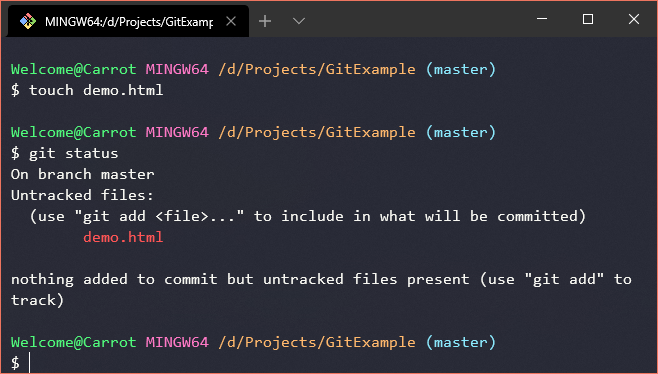 MINGW64:/d/Projects/GitExamp
Welcome@Carrot MINGW64 /d/Projects/GitExample (master)
$ touch demo.html
Welcome@Carrot MINGW64 /d/Projects/GitExample (master)
$ git status
On branch master
Untracked files:
  (use "git add <file>..." to include in what will be committed)
        demo.html
nothing added to commit but untracked files present (use "git add" to
track)
Welcome@Carrot MINGW64 /d/Projects/GitExample (master)
$